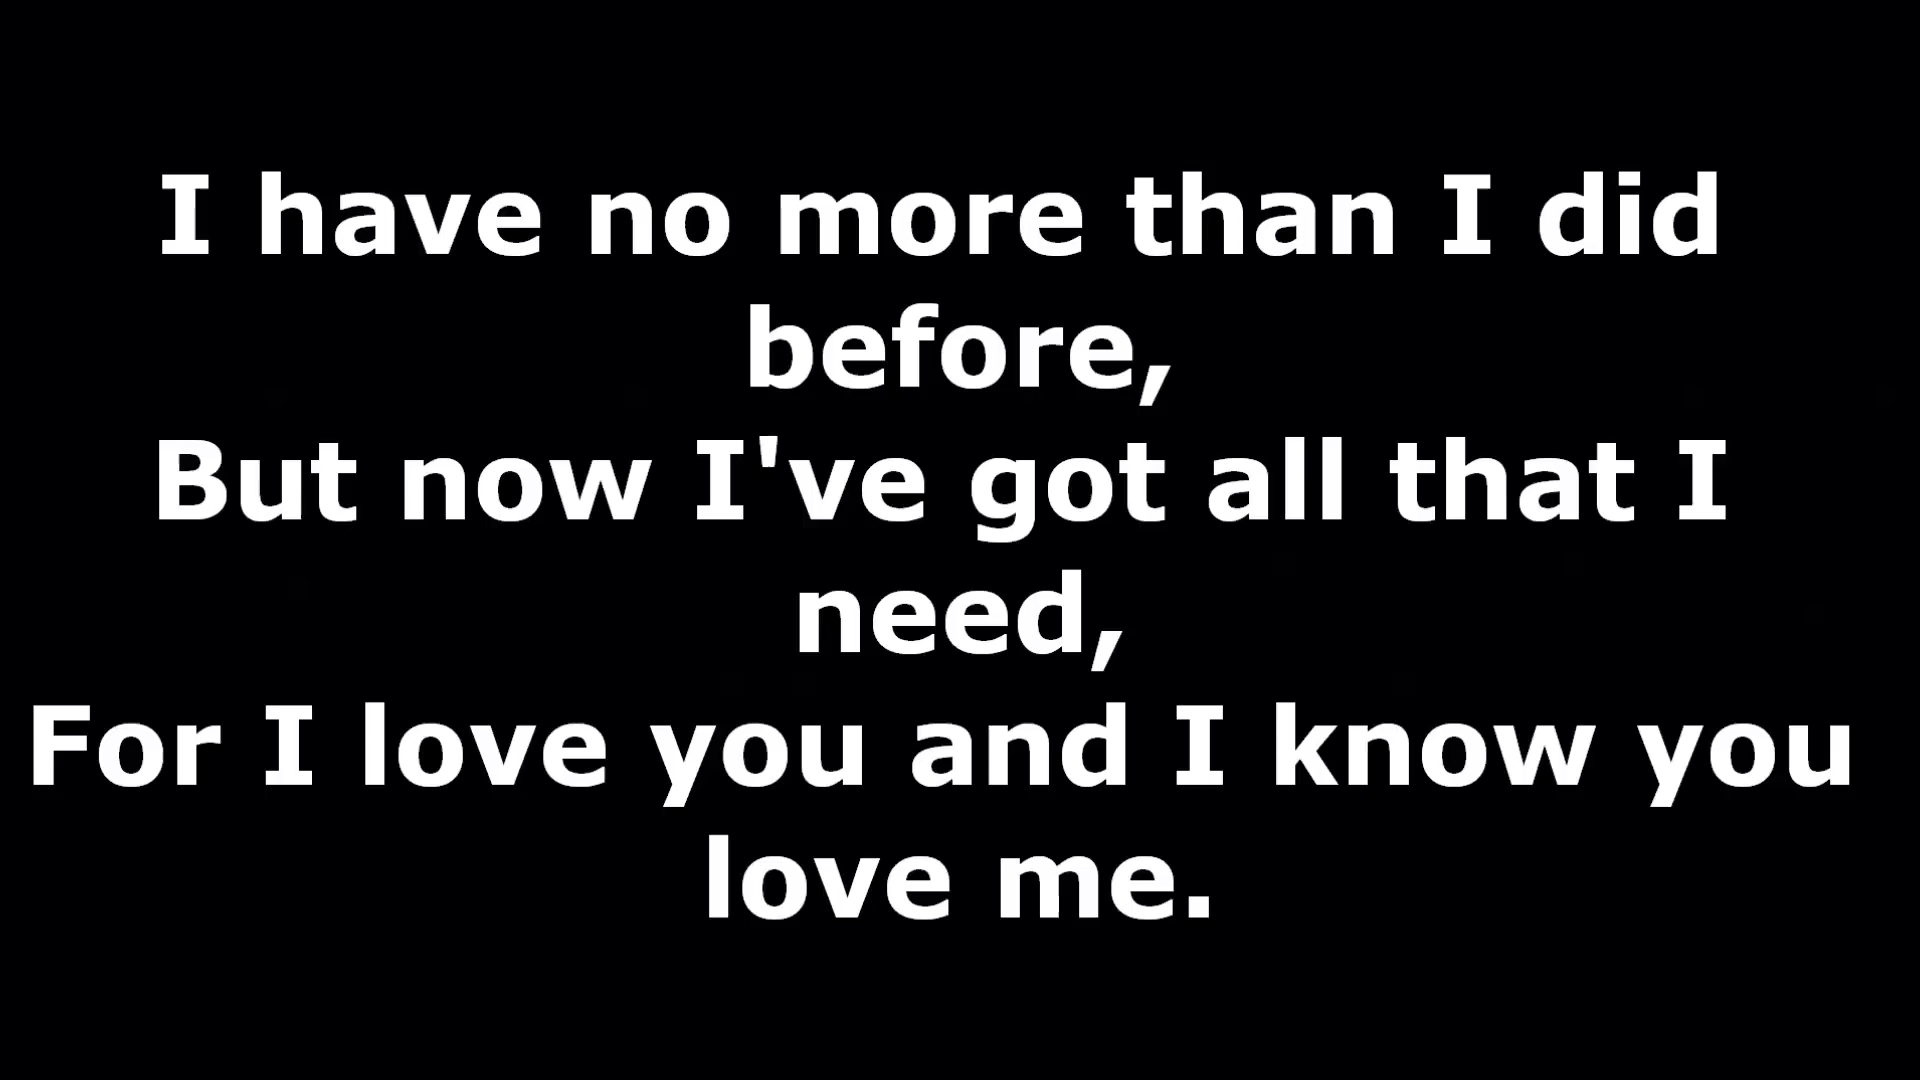 I have no more than I did
before,
But now I've got all that I
need,
For I love you and I know you
love me.